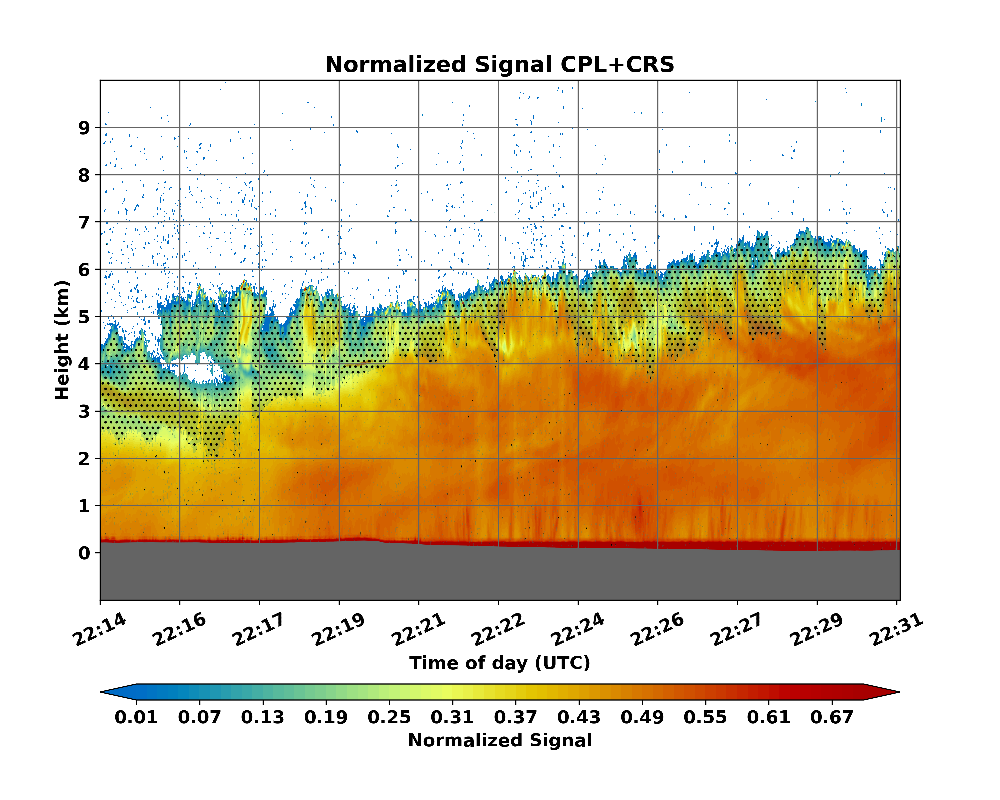 Normalized Signal CPL+CRS
Height (km)
9
8
7
6
5
4
3
2
1
0
22:14 22:16 22:17 22:19 22:21 22:22 22:24 22:26 22:27 22:29 22:31
Time of day (UTC)
0.01 0.07 0.13 0.19 0.25 0.31 0.37 0.43 0.49 0.55 0.61 0.67
Normalized Signal